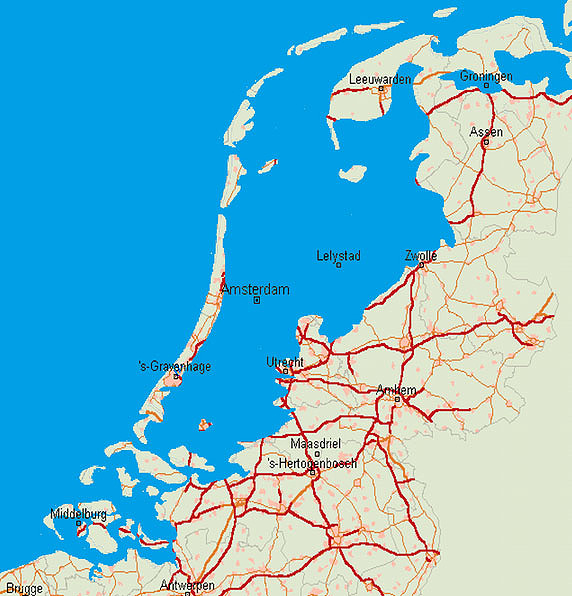 Leeuwarden
Groningen
Assen
Lelystad
Zwolle
Amsterdam
's-Gravenhage
Utrecht
Arnhem
Maasdriel
's-Hertogenbosch
Middelburg
Brugge
Antwerpen